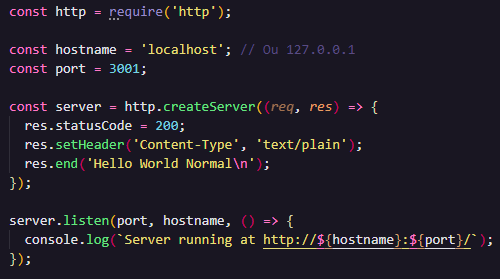 const http = require('http');
const hostname = 'localhost'; // Ou 127.0.0.1
const port = 3001;
const server = http.createServer((req, res) => {
  res.statusCode = 200;
  res.setHeader('Content-Type', 'text/plain');
  res.end('Hello World Normal\n');
});
server.listen(port, hostname, () => {
  console.log(`Server running at http://${hostname}:${port}/`);
});